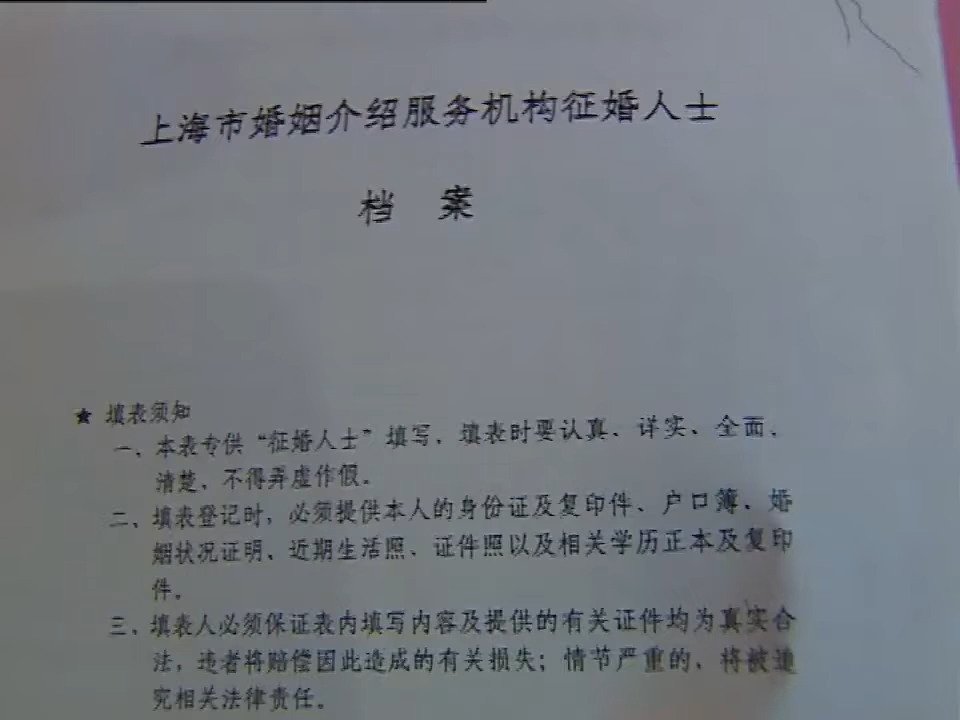 上海市婚姻介绍服务机构征婚人士
档 案
★ 填表须知
一、本表专供“征婚人士”填写，填表时要认真、详实、全面、
清楚，不得弄虚作假。
二、填表登记时，必须提供本人的身份证及复印件、户口簿、婚
姻状况证明、近期生活照、证件照以及相关学历正本及复印
件。
三、填表人必须保证表内填写内容及提供的有关证件均为真实合
法，违者将赔偿因此造成的有关损失；情节严重的，将被追
究相关法律责任。